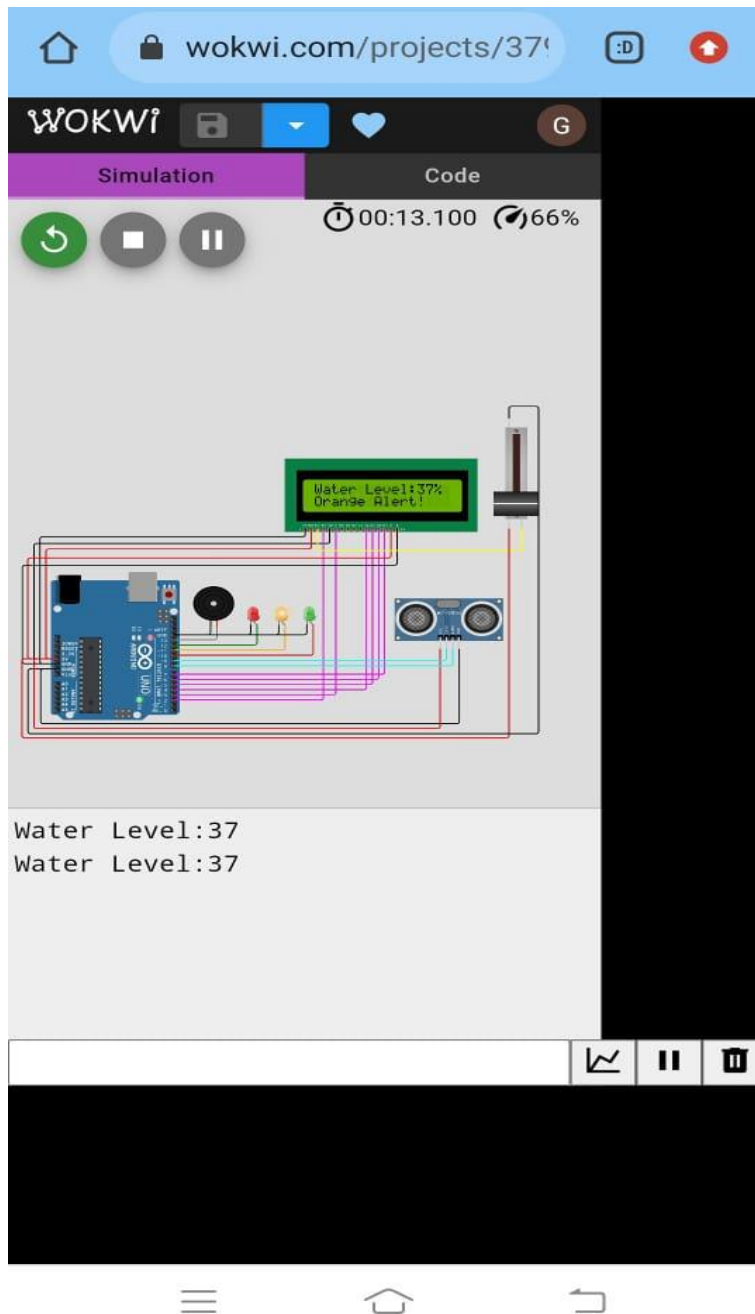 wokwi.com/projects/379
:D
WOKWi
G
Simulation
Code
00:13.100
66%
Water Level:37%
Orange Alert!
UNO
Water Level:37
Water Level:37